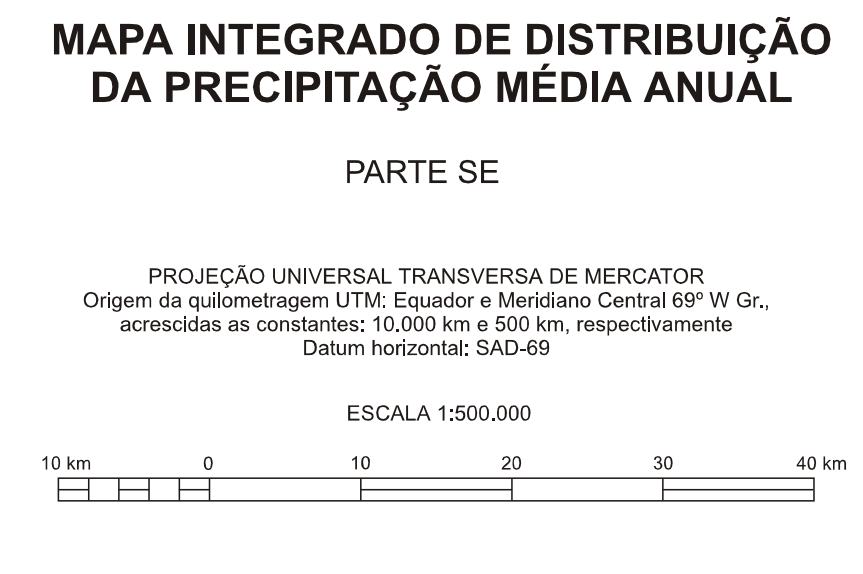 MAPA INTEGRADO DE DISTRIBUIÇÃO
DA PRECIPITAÇÃO MÉDIA ANUAL
PARTE SE
PROJEÇÃO UNIVERSAL TRANSVERSA DE MERCATOR
Origem da quilometragem UTM: Equador e Meridiano Central 69º W Gr.,
acrescidas as constantes: 10.000 km e 500 km, respectivamente
Datum horizontal: SAD-69
ESCALA 1:500.000
10 km 0 10 20 30 40 km